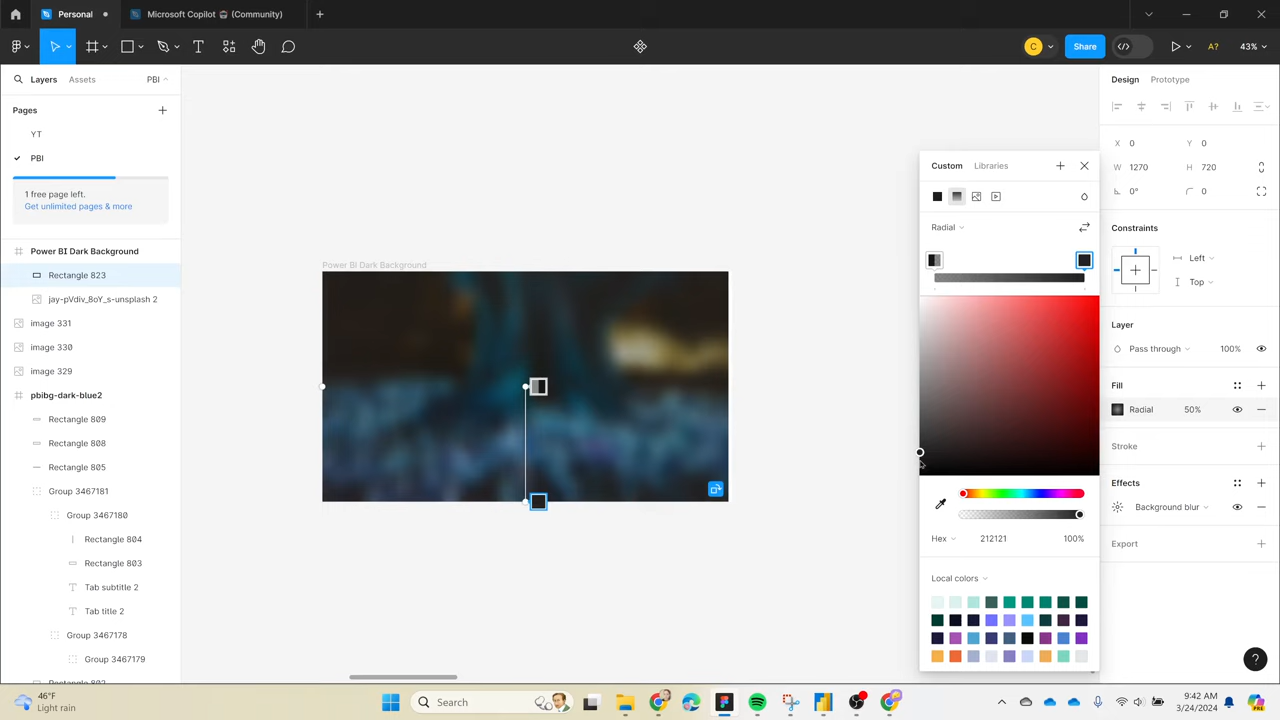 Personal
Microsoft Copilot (Community)
C
Share
A?
43%
Layers
Assets
PBI
Pages
YT
PBI
1 free page left.
Get unlimited pages & more
Power BI Dark Background
Rectangle 823
jay-pVdiv_8oY_s-unsplash 2
image 331
image 330
image 329
pbibg-dark-blue2
Rectangle 809
Rectangle 808
Rectangle 805
Group 3467181
Group 3467180
Rectangle 804
Rectangle 803
Tab subtitle 2
Tab title 2
Group 3467178
Group 3467179
Power BI Dark Background
Custom
Libraries
Radial
Hex
212121
100%
Local colors
Design
Prototype
X 0
Y 0
W 1270
H 720
0°
0
Constraints
Left
Top
Layer
Pass through
100%
Fill
Radial
50%
Stroke
Effects
Background blur
Export
?
46°F
Light rain
Search
9:42 AM
3/24/2024